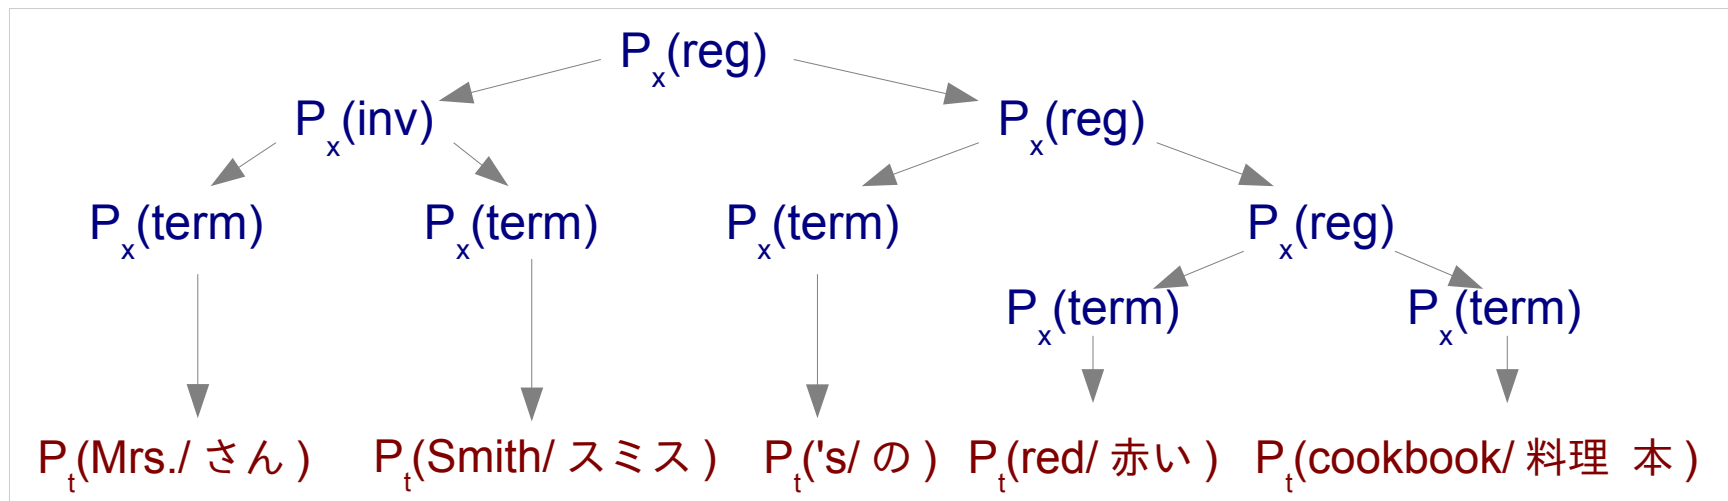 Px(reg)
Px(inv) Px(reg)
Px(term) Px(term) Px(term) Px(reg)
Px(term) Px(term)
Pt(Mrs./ さん ) Pt(Smith/ スミス ) Pt('s/ の ) Pt(red/ 赤い ) Pt(cookbook/ 料理 本 )